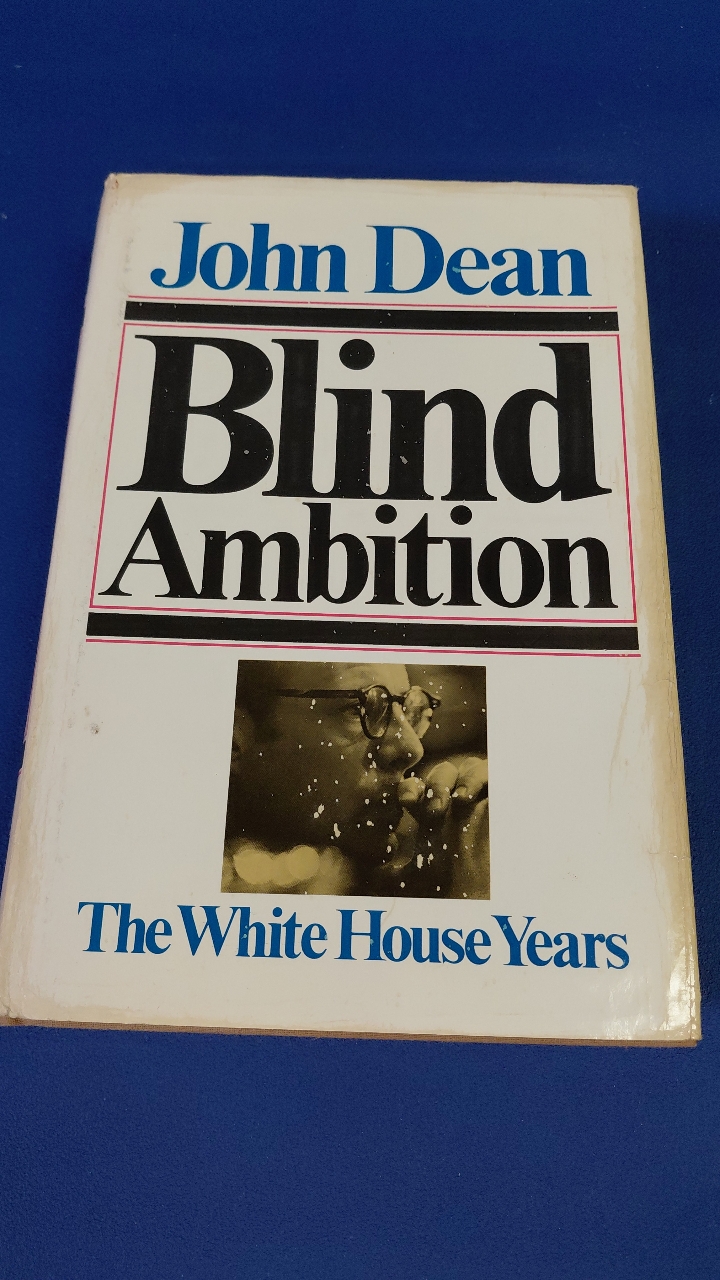 John Dean
Blind
Ambition
The White House Years